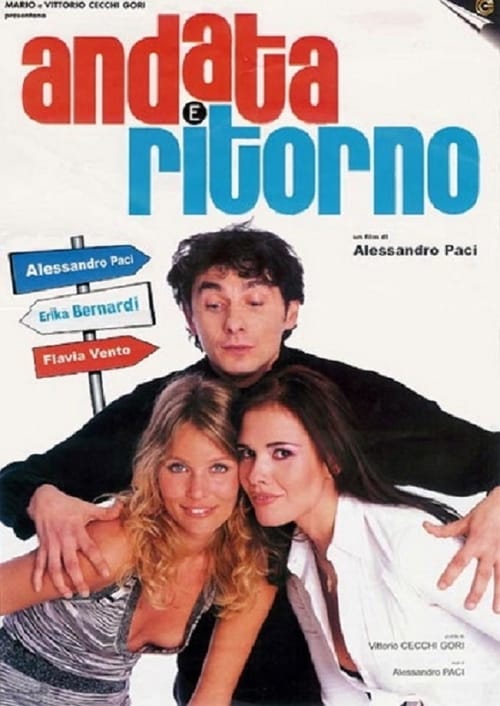 MARIO e VITTORIO CECCHI GORI
presentano
andata
E
ritorno
un film di
Alessandro Paci
Alessandro Paci
Erika Bernardi
Flavia Vento
Vittorio CECCHI GORI
Alessandro PACI